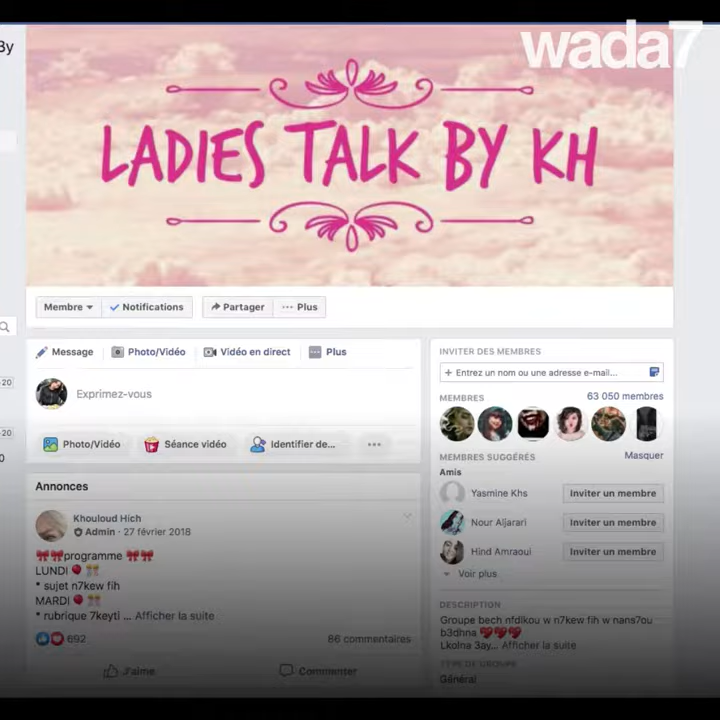 wada7
By
LADIES TALK BY KH
Membre Notifications Partager Plus
Message Photo/Vidéo Vidéo en direct Plus
Exprimez-vous
Photo/Vidéo Séance vidéo Identifier de...
Annonces
Khouloud Hich
Admin · 27 février 2018
🎀🎀programme 🎀🎀
LUNDI
* sujet n7kew fih
MARDI
* rubrique 7keyti ... Afficher la suite
692
86 commentaires
J'aime Commenter
INVITER DES MEMBRES
+ Entrez un nom ou une adresse e-mail...
MEMBRES 63 050 membres
MEMBRES SUGGÉRÉS Masquer
Amis
Yasmine Khs Inviter un membre
Nour Aljarari Inviter un membre
Hind Amraoui Inviter un membre
Voir plus
DESCRIPTION
Groupe bech nfdlkou w n7kew fih w nans7ou
b3dhna 💖💖💖
Lkolna 3ay... Afficher la suite
TYPE DE GROUPE
Général
+20
+20
0